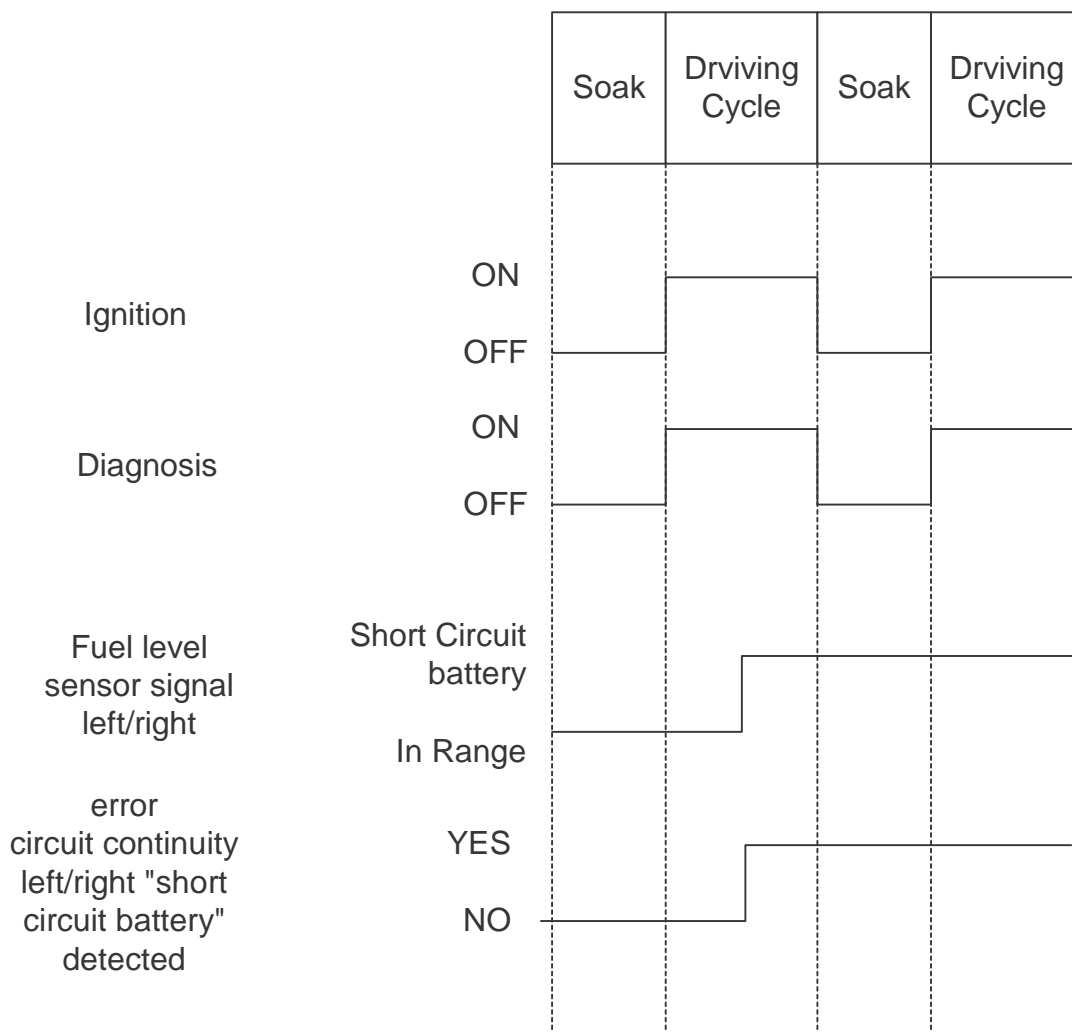 Soak
Drviving
Cycle
Soak
Drviving
Cycle
Ignition
ON
OFF
Diagnosis
ON
OFF
Fuel level
sensor signal
left/right
Short Circuit
battery
In Range
error
circuit continuity
left/right "short
circuit battery"
detected
YES
NO